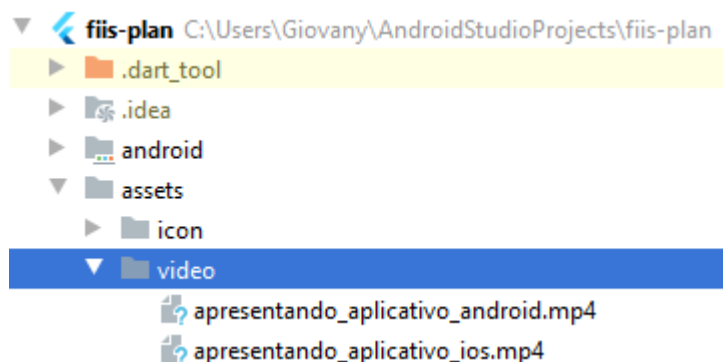 fiis-plan C:\Users\Giovany\AndroidStudioProjects\fiis-plan
.dart_tool
.idea
android
assets
icon
video
apresentando_aplicativo_android.mp4
apresentando_aplicativo_ios.mp4